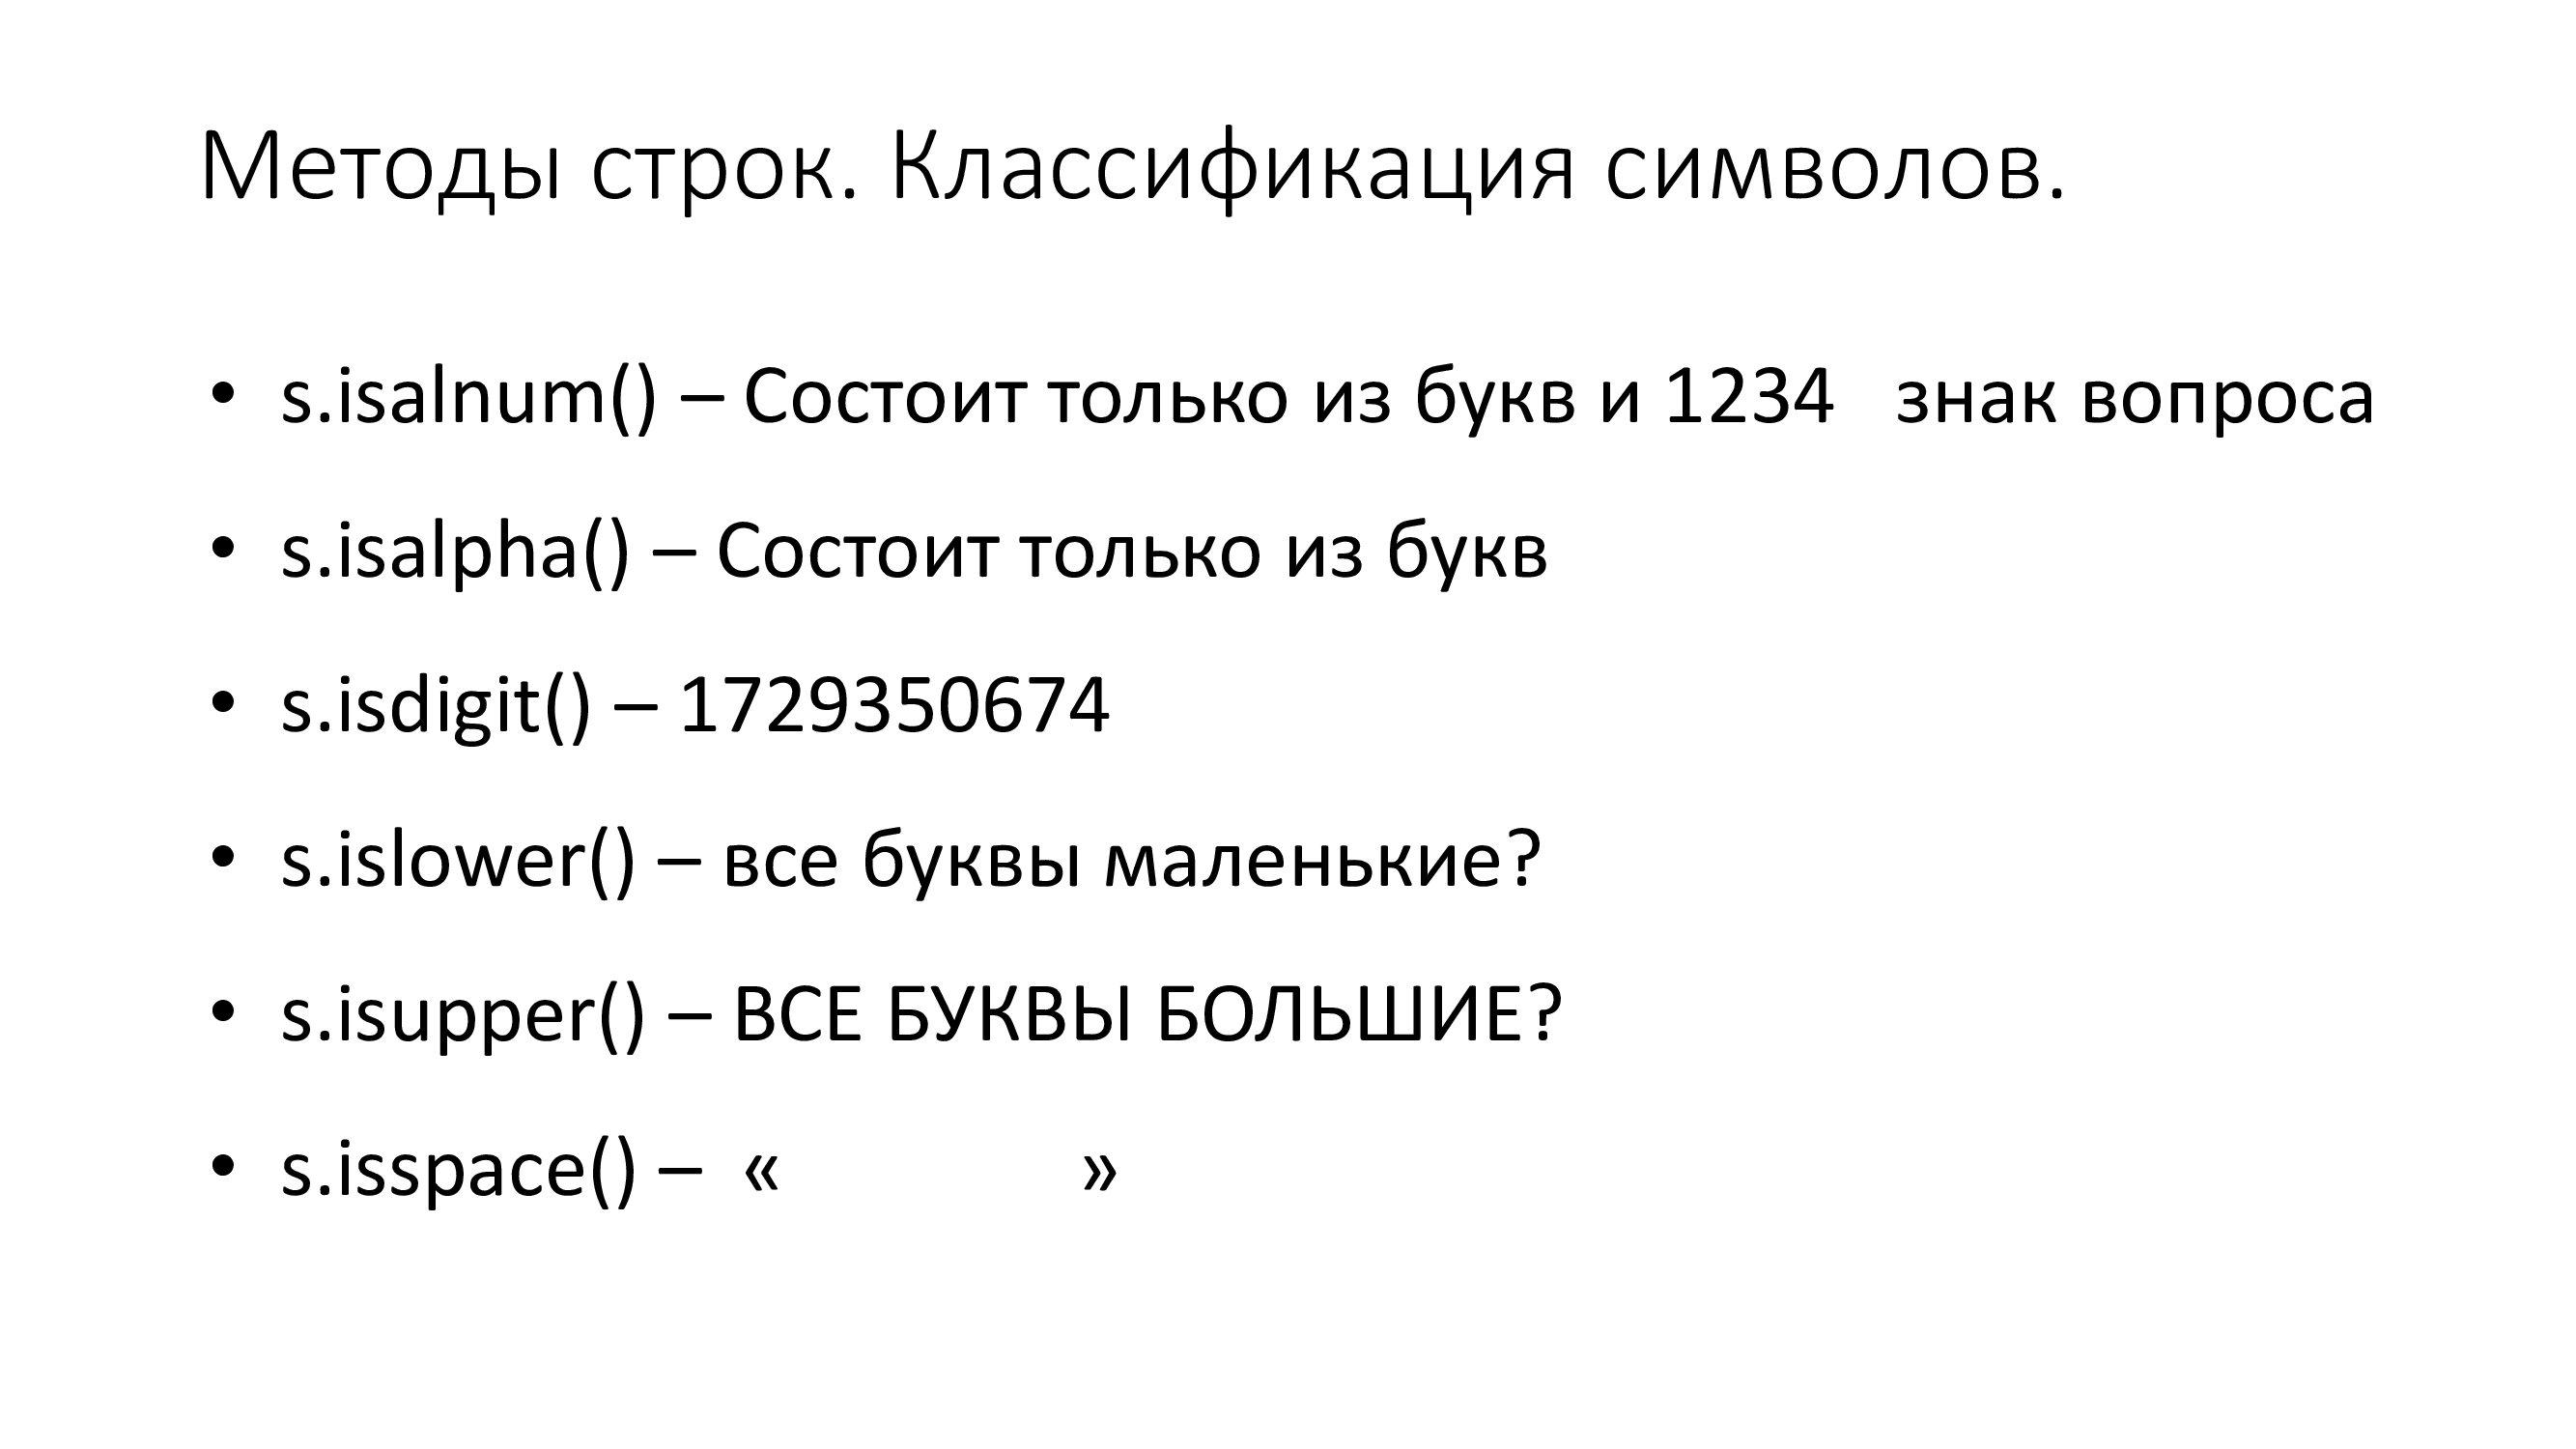 Методы строк. Классификация символов.
• s.isalnum() – Состоит только из букв и 1234   знак вопроса
• s.isalpha() – Состоит только из букв
• s.isdigit() – 1729350674
• s.islower() – все буквы маленькие?
• s.isupper() – ВСЕ БУКВЫ БОЛЬШИЕ?
• s.isspace() –  «              »